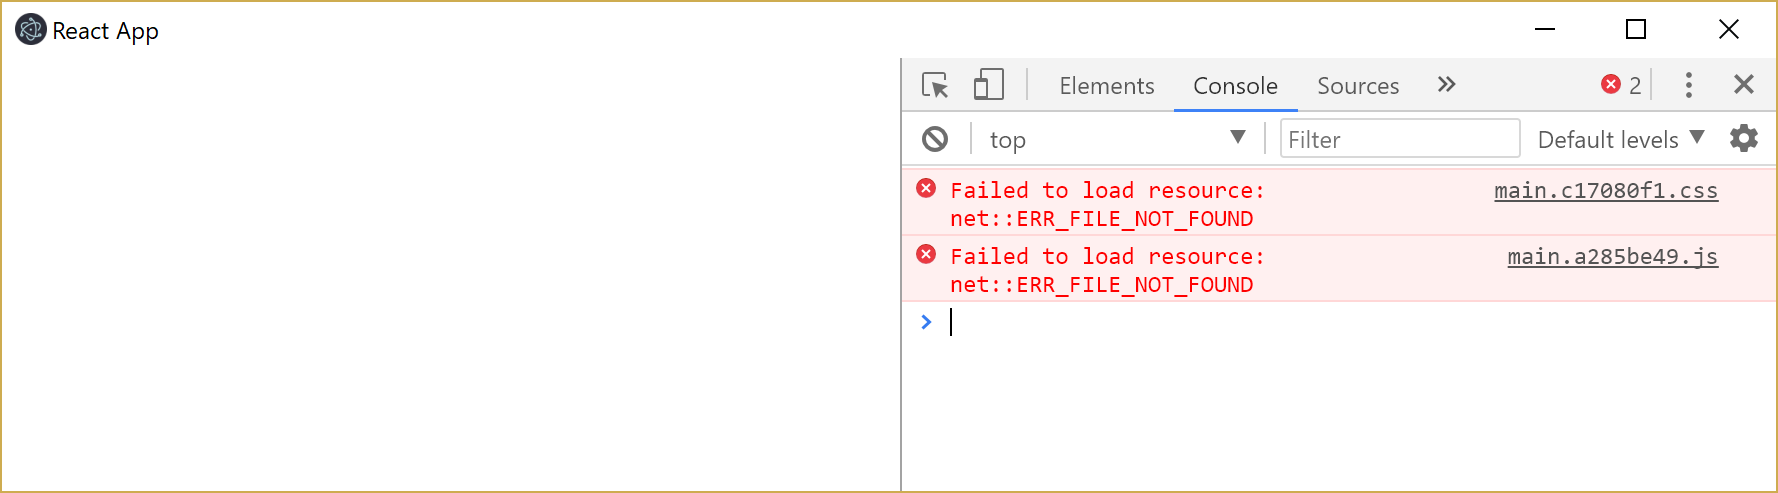 React App
Elements Console Sources 2
top Filter Default levels
Failed to load resource: main.c17080f1.css
net::ERR_FILE_NOT_FOUND
Failed to load resource: main.a285be49.js
net::ERR_FILE_NOT_FOUND